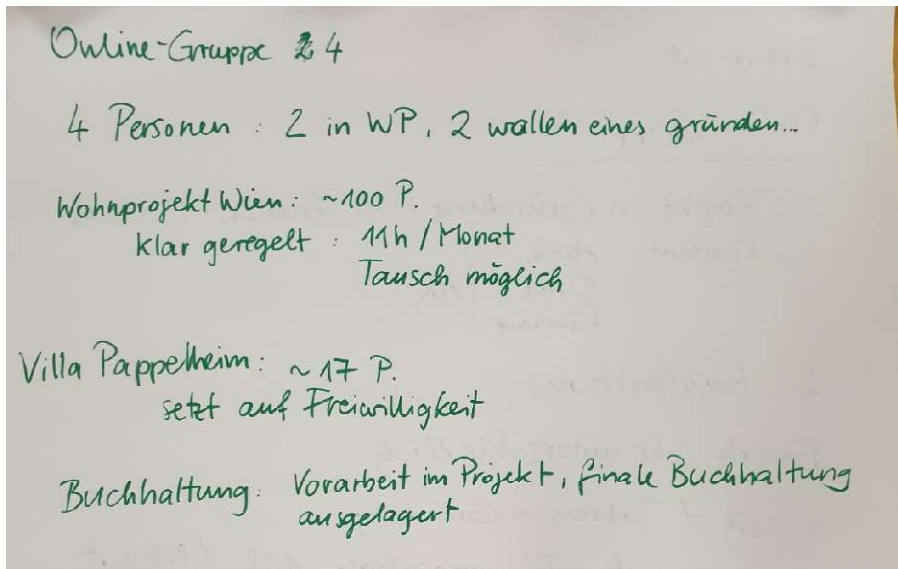 Online-Gruppe 4
4 Personen : 2 in WP, 2 wollen eines gründen...
Wohnprojekt Wien: ~100 P.
klar geregelt : 11h / Monat
Tausch möglich
Villa Pappelheim: ~17 P.
setzt auf Freiwilligkeit
Buchhaltung: Vorarbeit im Projekt, finale Buchhaltung
ausgelagert